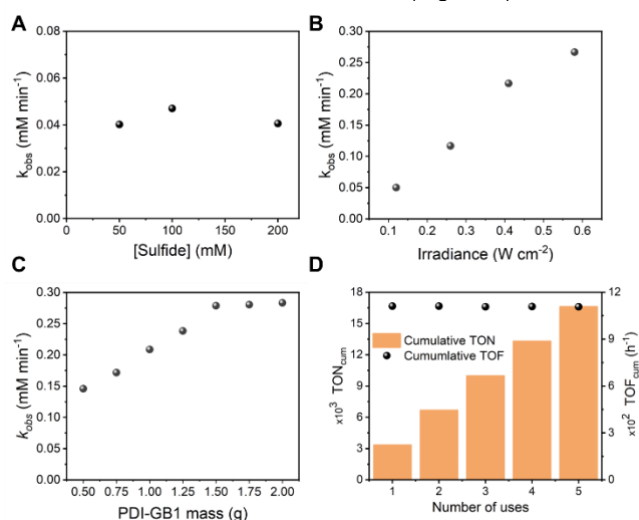 A
0.08
0.06
0.04
0.02
0.00
k_obs (mM min⁻¹)
0 50 100 150 200
[Sulfide] (mM)
B
0.30
0.25
0.20
0.15
0.10
0.05
0.00
k_obs (mM min⁻¹)
0.1 0.2 0.3 0.4 0.5 0.6
Irradiance (W cm⁻²)
C
0.30
0.25
0.20
0.15
0.10
0.05
0.00
k_obs (mM min⁻¹)
0.50 0.75 1.00 1.25 1.50 1.75 2.00
PDI-GB1 mass (g)
D
18
15
12
9
6
3
0
x10³ TON_cum
Cumulative TON
Cumumlative TOF
12
9
6
3
0
x10² TOF_cum (h⁻¹)
1 2 3 4 5
Number of uses